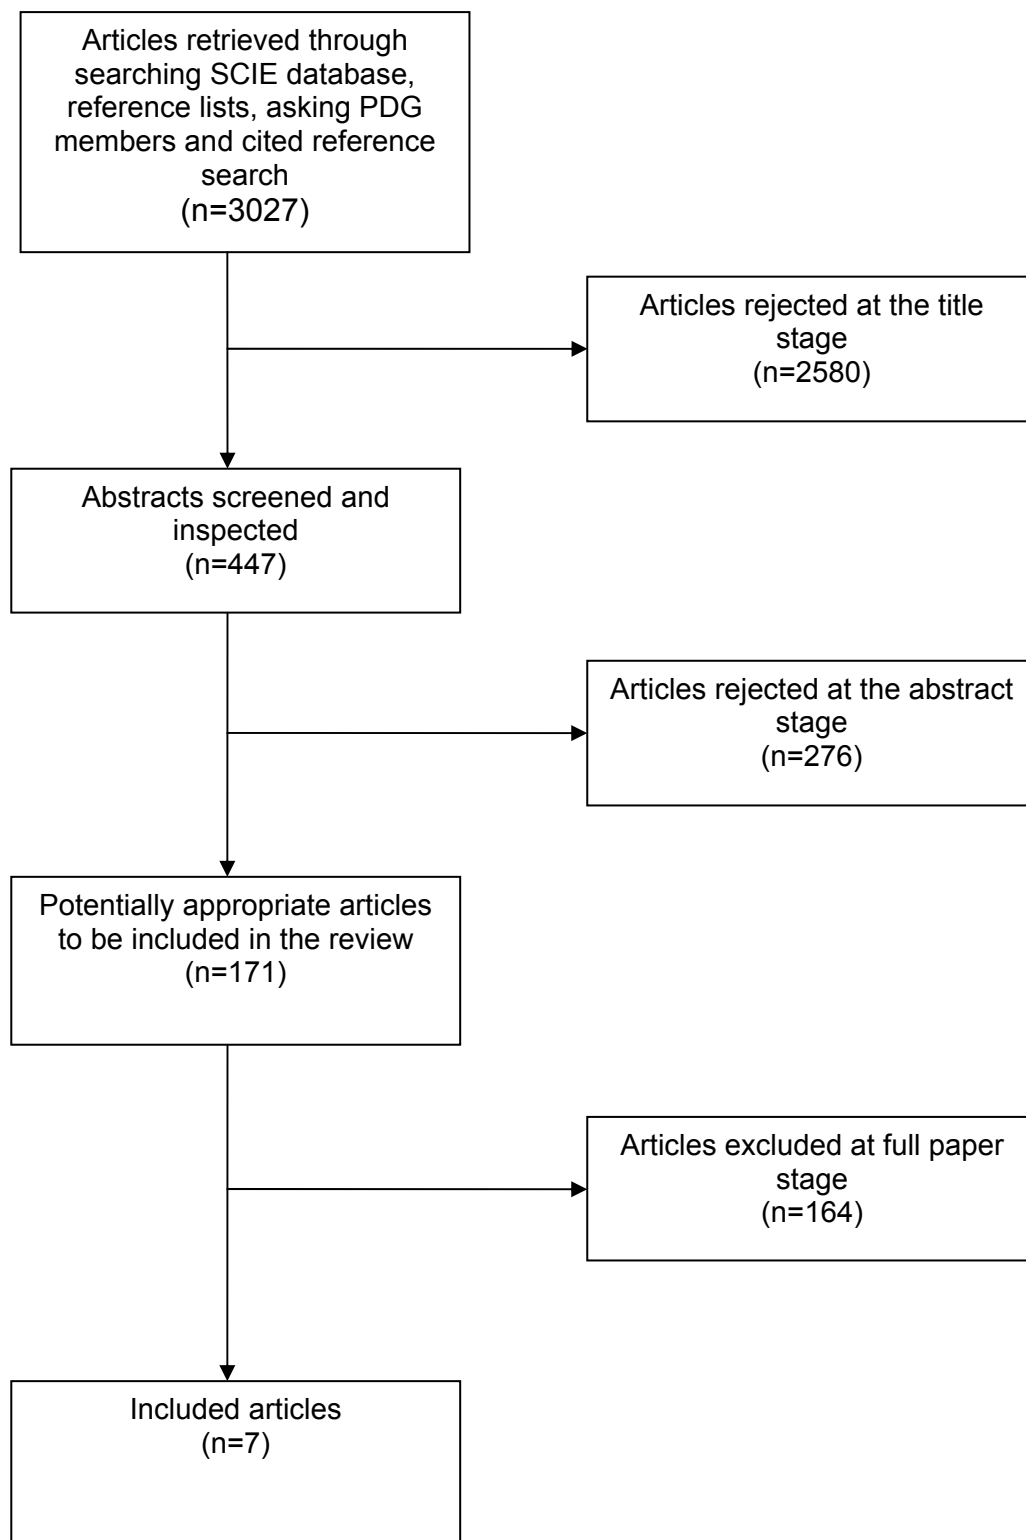 Articles retrieved through
searching SCIE database,
reference lists, asking PDG
members and cited reference
search
(n=3027)
Articles rejected at the title
stage
(n=2580)
Abstracts screened and
inspected
(n=447)
Articles rejected at the abstract
stage
(n=276)
Potentially appropriate articles
to be included in the review
(n=171)
Articles excluded at full paper
stage
(n=164)
Included articles
(n=7)